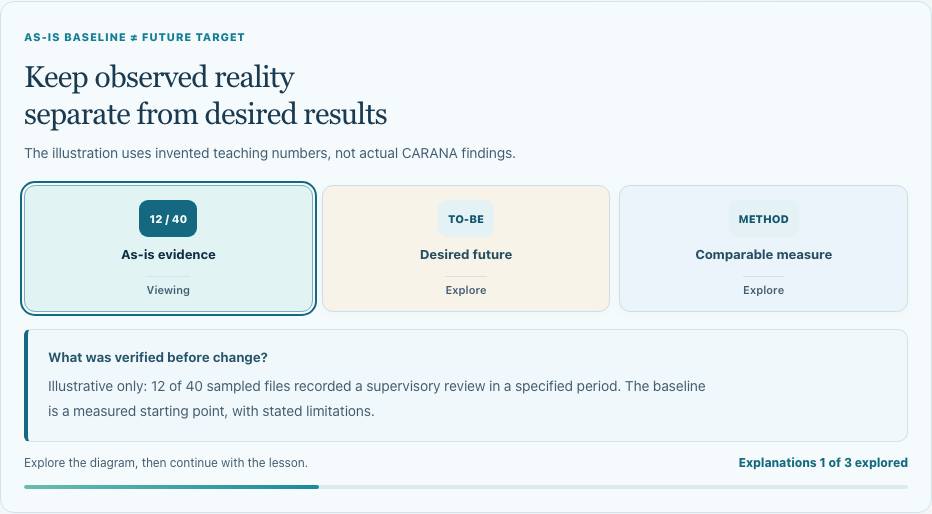 AS-IS BASELINE ≠ FUTURE TARGET
Keep observed reality
separate from desired results
The illustration uses invented teaching numbers, not actual CARANA findings.
12 / 40
As-is evidence
Viewing
TO-BE
Desired future
Explore
METHOD
Comparable measure
Explore
What was verified before change?
Illustrative only: 12 of 40 sampled files recorded a supervisory review in a specified period. The baseline
is a measured starting point, with stated limitations.
Explore the diagram, then continue with the lesson.
Explanations 1 of 3 explored